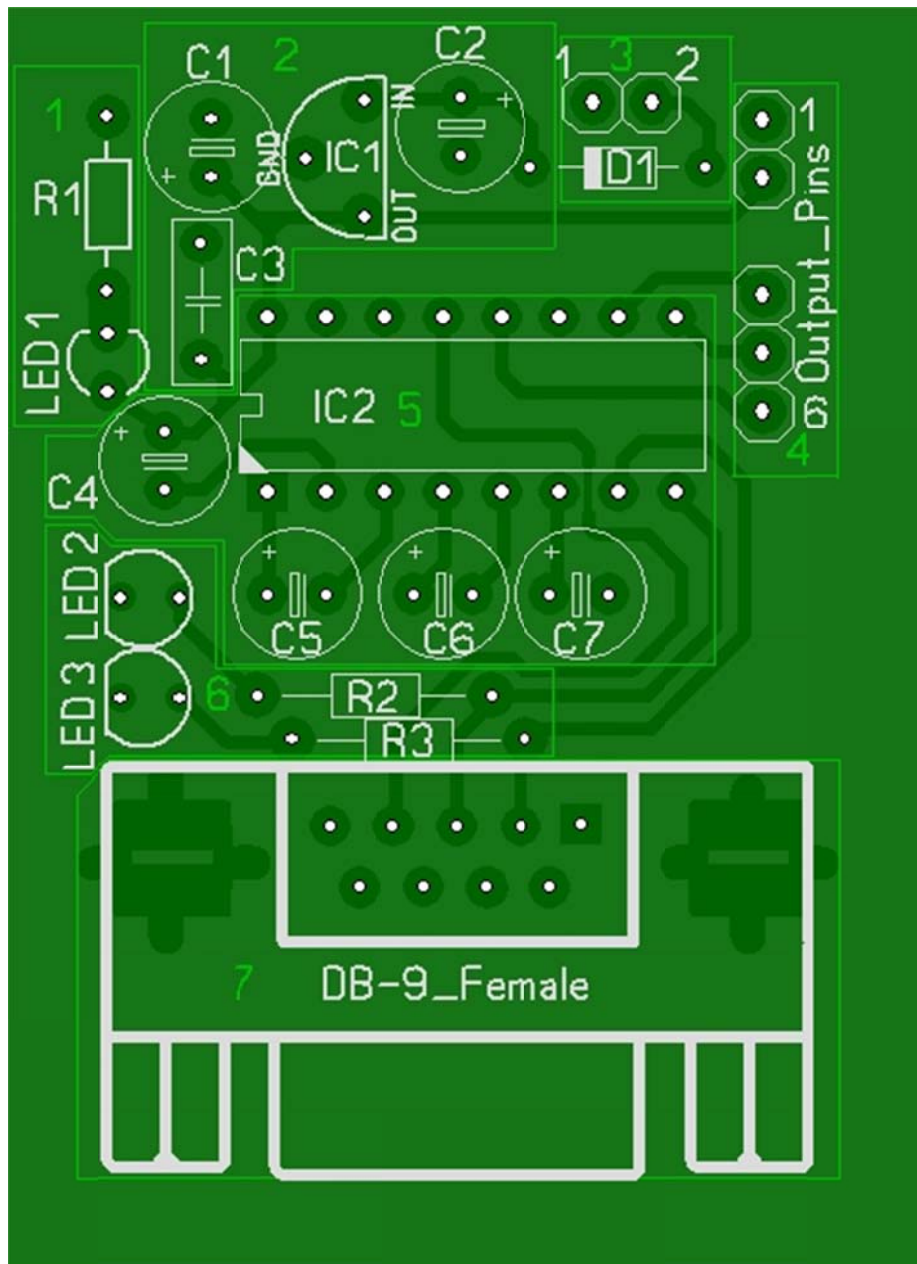 C1
2
C2
1
3
2
1
1
IN
GND
IC1
D1
R1
OUT
Output_Pins
C3
LED1
IC2
5
6
4
C4
LED2
C5
C6
C7
LED3
6
R2
R3
7
DB-9_Female